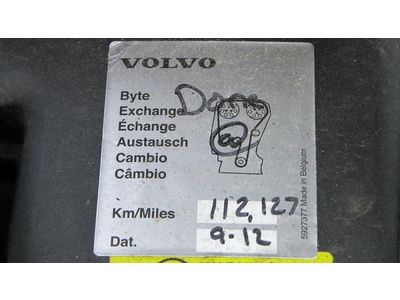 VOLVO
Byte Done
Exchange
Échange
Austausch
Cambio
Câmbio
Km/Miles 112,127
Dat. 9-12
5927377 Made in Belgium